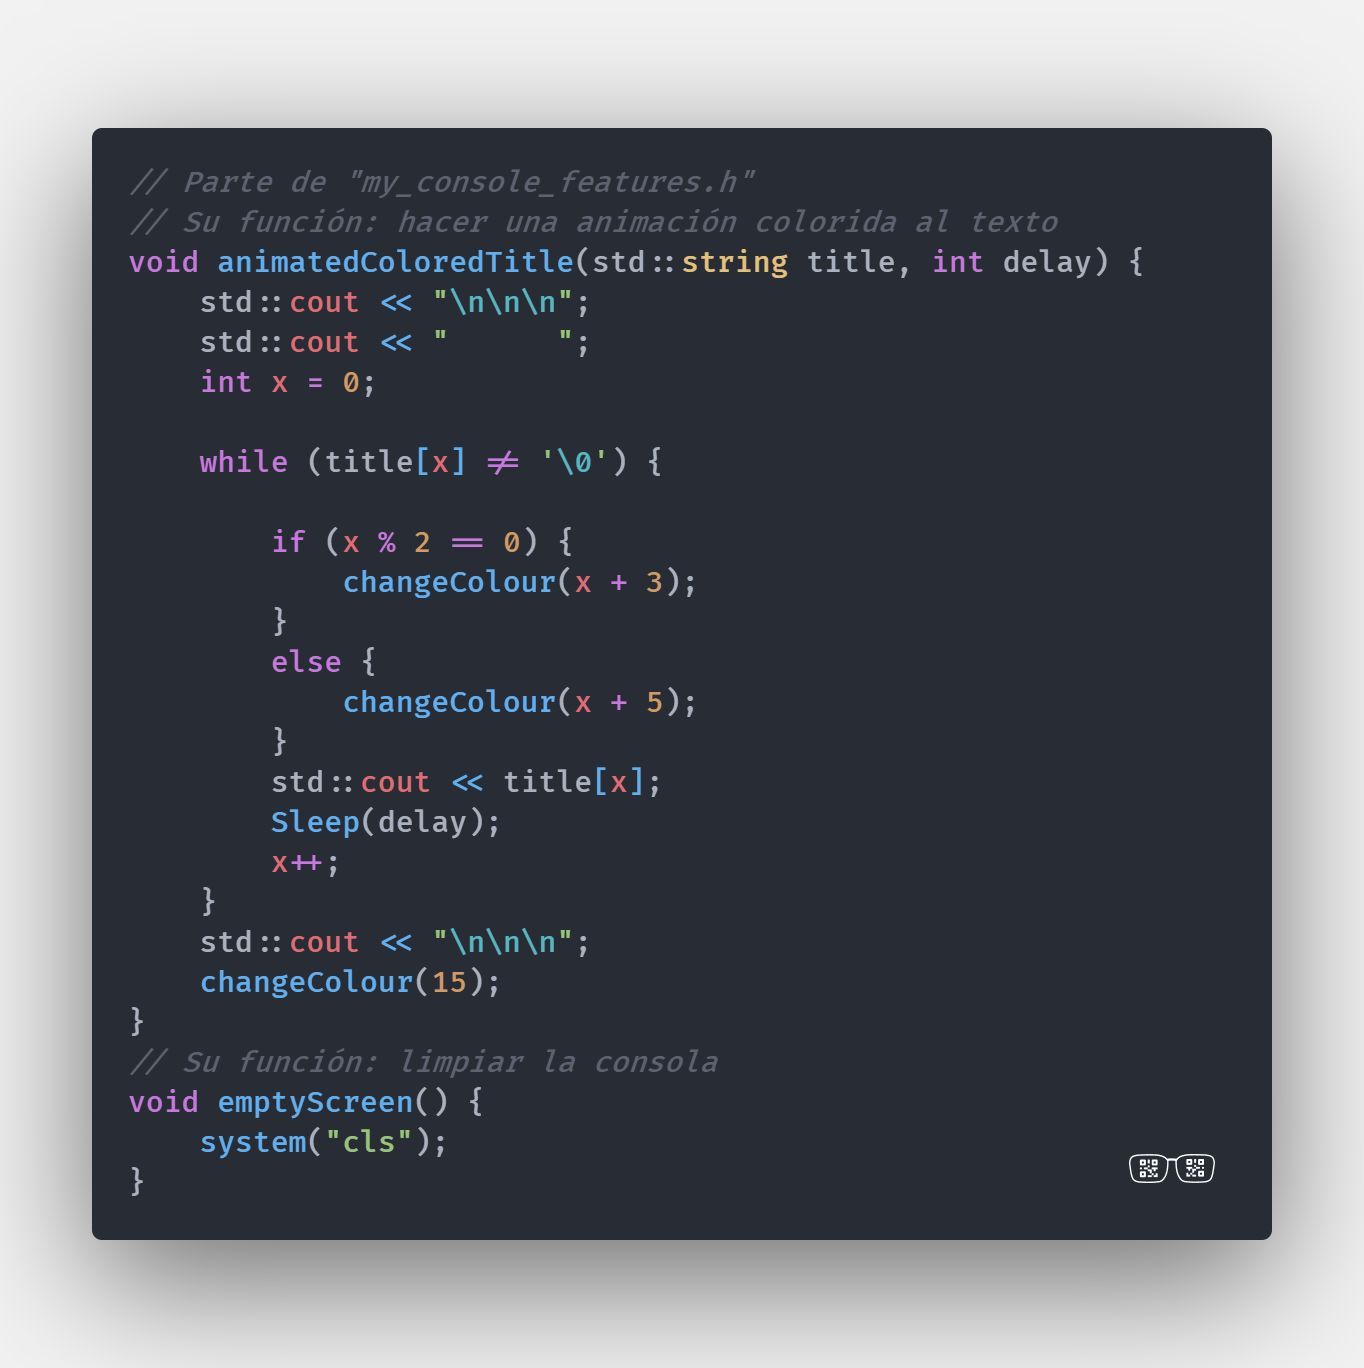 // Parte de "my_console_features.h"
// Su función: hacer una animación colorida al texto
void animatedColoredTitle(std::string title, int delay) {
    std::cout << "\n\n\n";
    std::cout << "      ";
    int x = 0;

    while (title[x] != '\0') {

        if (x % 2 == 0) {
            changeColour(x + 3);
        }
        else {
            changeColour(x + 5);
        }
        std::cout << title[x];
        Sleep(delay);
        x++;
    }
    std::cout << "\n\n\n";
    changeColour(15);
}
// Su función: limpiar la consola
void emptyScreen() {
    system("cls");
}